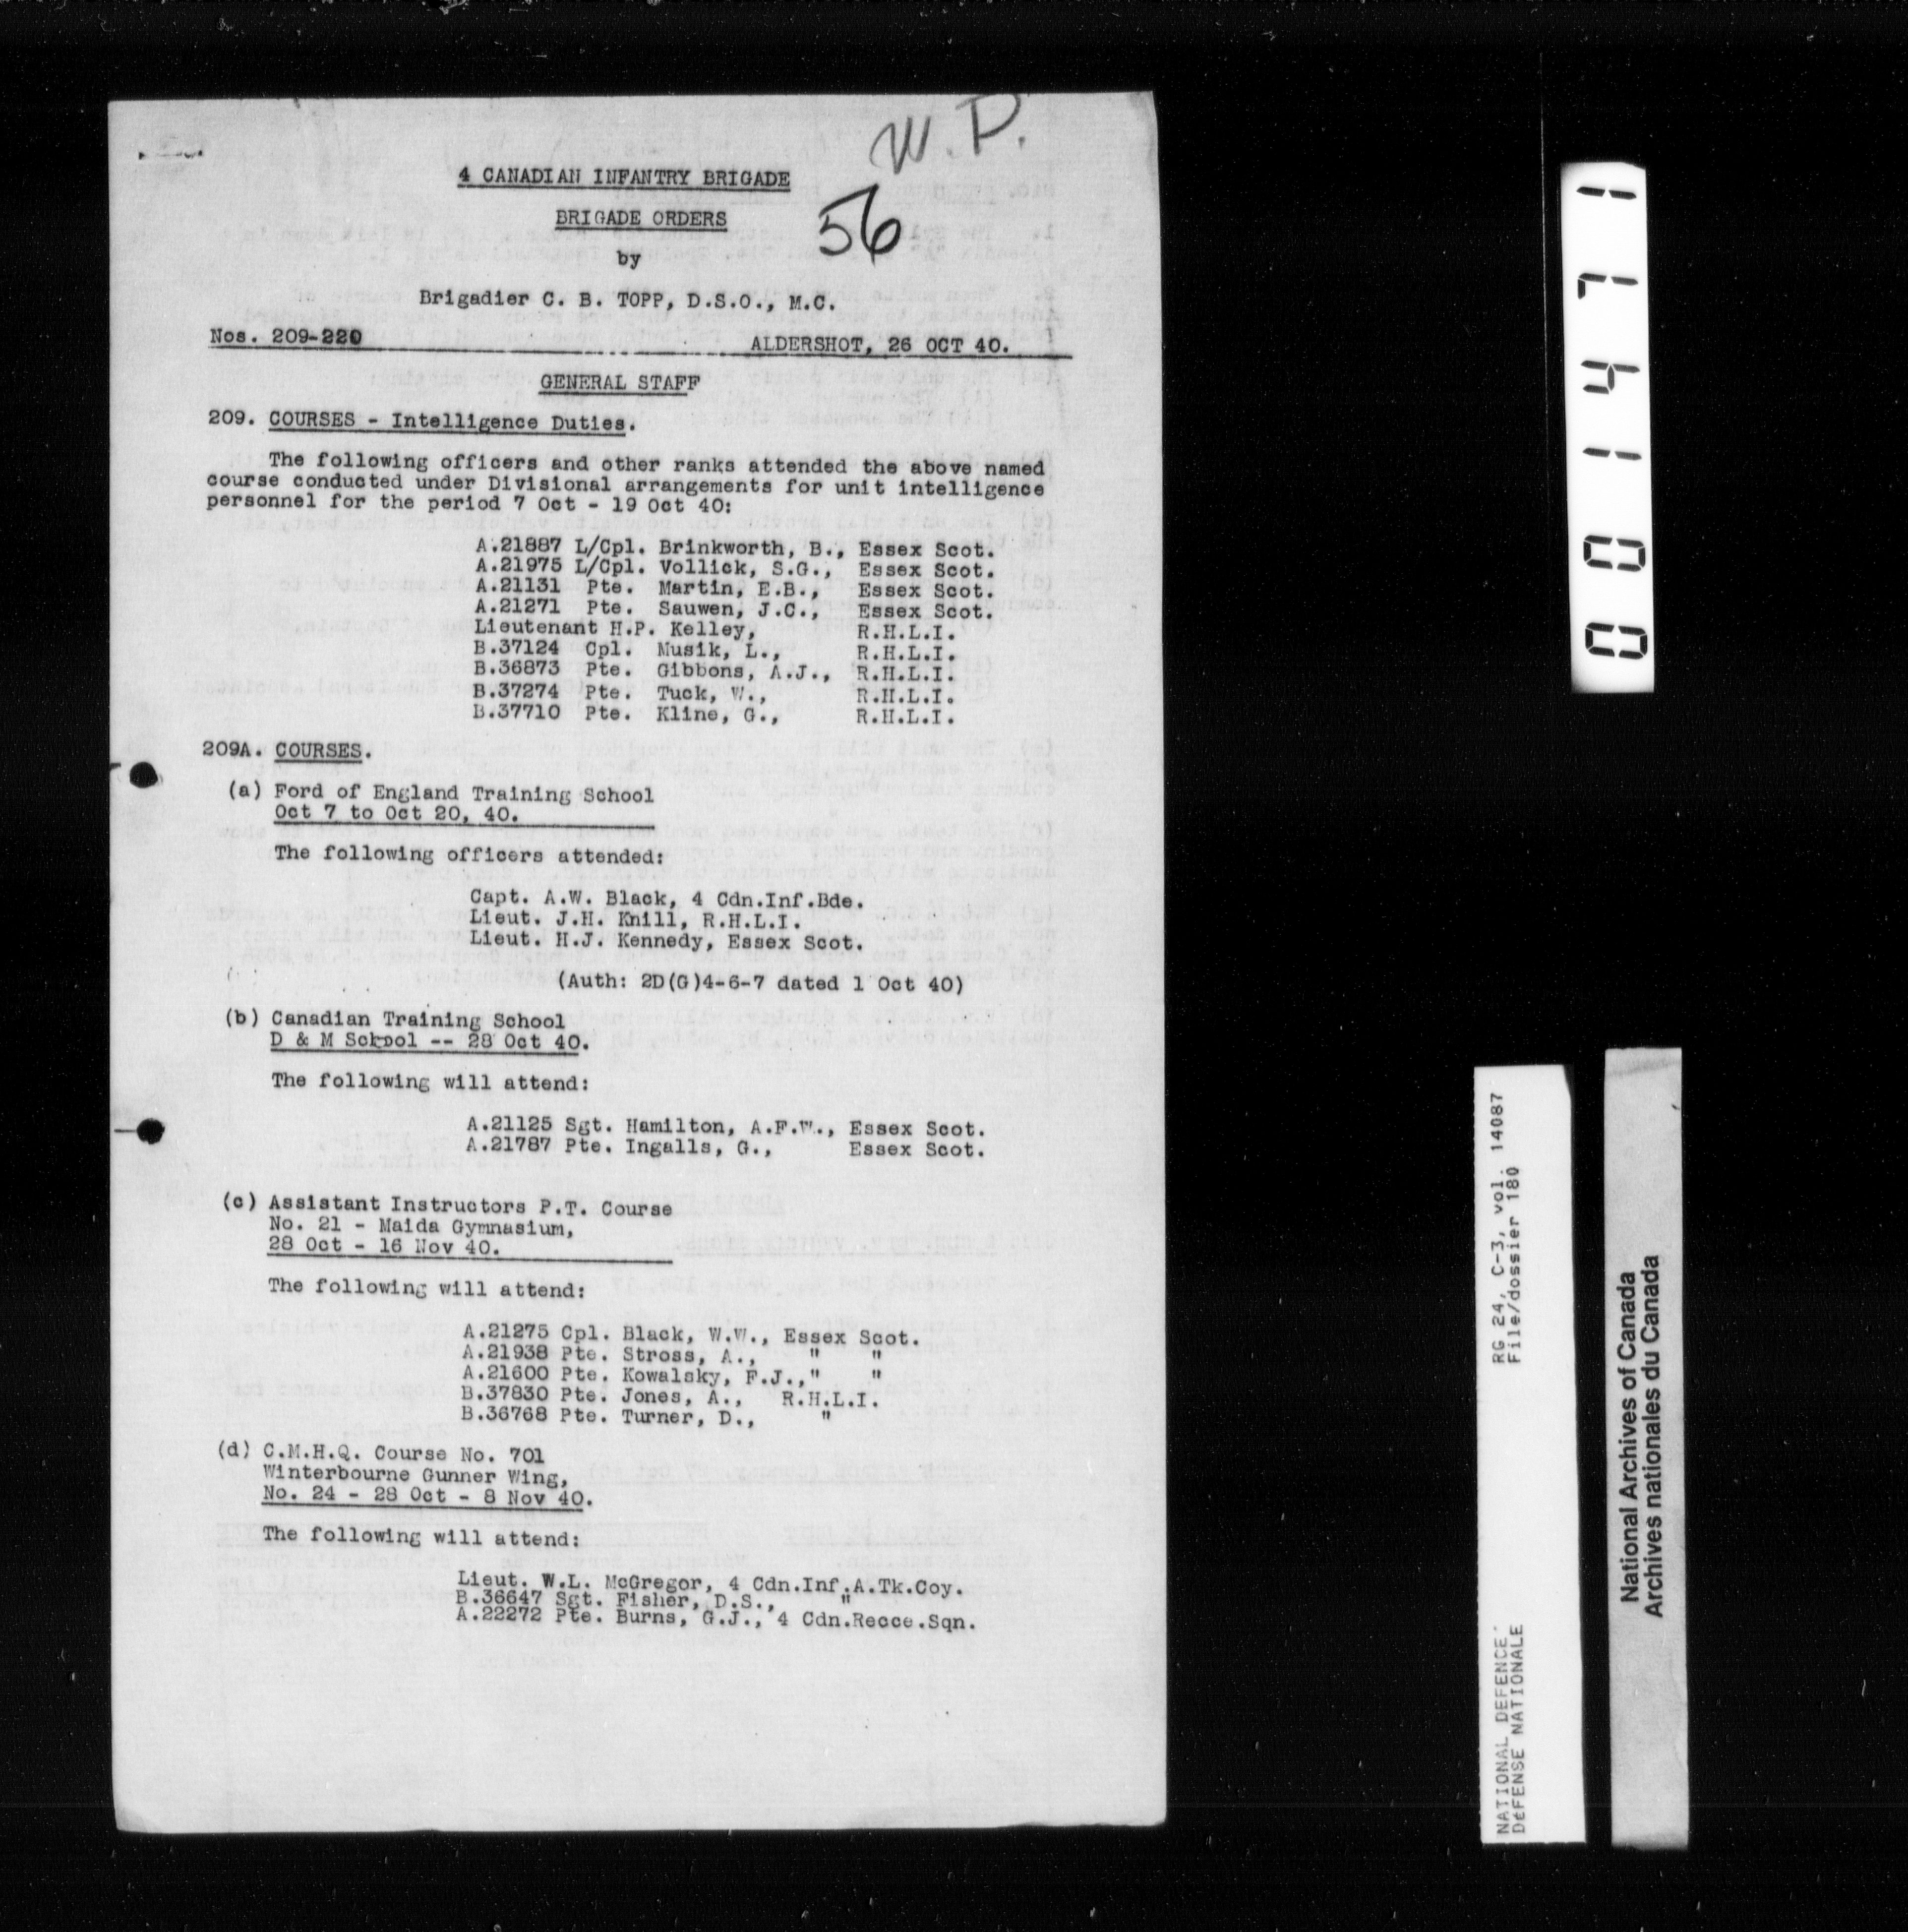 W.D.
4 CANADIAN INFANTRY BRIGADE
56
BRIGADE ORDERS
by
Brigadier C. B. TOPP, D.S.O., M.C.
Nos. 209-220 ALDERSHOT, 26 OCT 40.
GENERAL STAFF
209. COURSES - Intelligence Duties.
The following officers and other ranks attended the above named
course conducted under Divisional arrangements for unit intelligence
personnel for the period 7 Oct - 19 Oct 40:
A.21887 L/Cpl. Brinkworth, B., Essex Scot.
A.21975 L/Cpl. Vollick, S.G., Essex Scot.
A.21131 Pte. Martin, E.B., Essex Scot.
A.21271 Pte. Sauwen, J.C., Essex Scot.
Lieutenant H.P. Kelley, R.H.L.I.
B.37124 Cpl. Musik, L., R.H.L.I.
B.36873 Pte. Gibbons, A.J., R.H.L.I.
B.37274 Pte. Tuck, W., R.H.L.I.
B.37710 Pte. Kline, G., R.H.L.I.
209A. COURSES.
(a) Ford of England Training School
Oct 7 to Oct 20, 40.
The following officers attended:
Capt. A.W. Black, 4 Cdn.Inf.Bde.
Lieut. J.H. Knill, R.H.L.I.
Lieut. H.J. Kennedy, Essex Scot.
(Auth: 2D(G)4-6-7 dated 1 Oct 40)
(b) Canadian Training School
D & M School -- 28 Oct 40.
The following will attend:
A.21125 Sgt. Hamilton, A.F.W., Essex Scot.
A.21787 Pte. Ingalls, G., Essex Scot.
(c) Assistant Instructors P.T. Course
No. 21 - Maida Gymnasium,
28 Oct - 16 Nov 40.
The following will attend:
A.21275 Cpl. Black, W.W., Essex Scot.
A.21938 Pte. Stross, A., " "
A.21600 Pte. Kowalsky, F.J.," "
B.37830 Pte. Jones, A., R.H.L.I.
B.36768 Pte. Turner, D., "
(d) C.M.H.Q. Course No. 701
Winterbourne Gunner Wing,
No. 24 - 28 Oct - 8 Nov 40.
The following will attend:
Lieut. W.L. McGregor, 4 Cdn.Inf.A.Tk.Coy.
B.36647 Sgt. Fisher, D.S., "
A.22272 Pte. Burns, G.J., 4 Cdn.Recce.Sqn.
001471
NATIONAL DEFENCE RG 24, C-3, vol. 14087
DéFENSE NATIONALE File/dossier 180
National Archives of Canada
Archives nationales du Canada